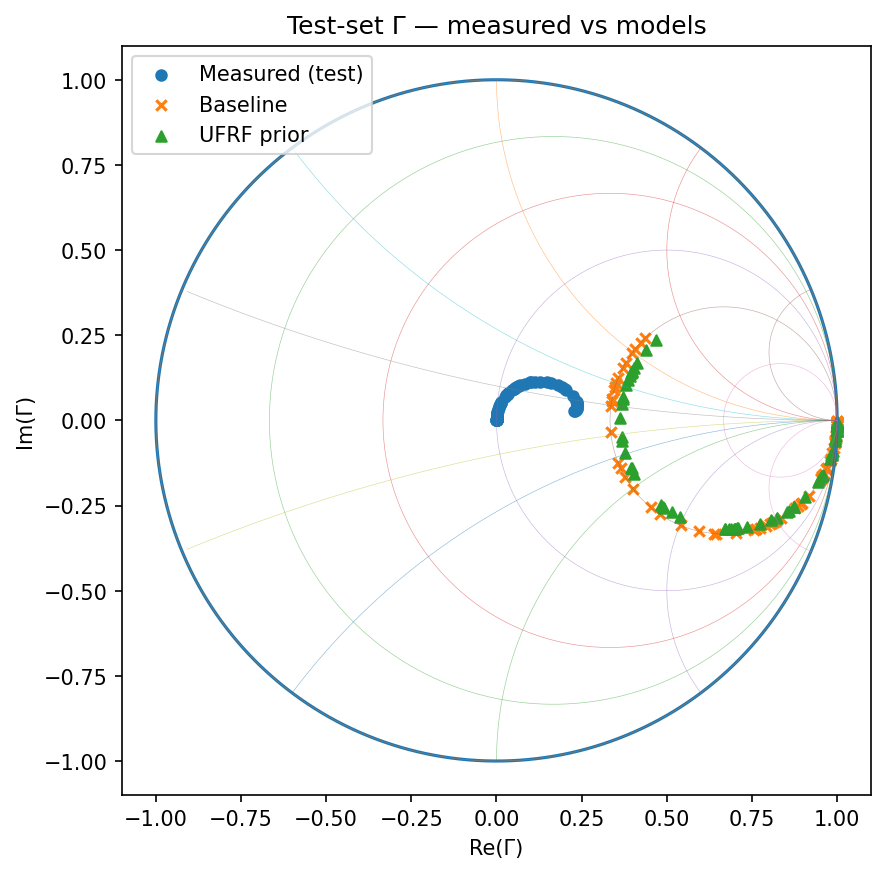 Test-set Γ — measured vs models
Measured (test)
Baseline
UFRF prior
1.00
0.75
0.50
0.25
0.00
−0.25
−0.50
−0.75
−1.00
Im(Γ)
−1.00 −0.75 −0.50 −0.25 0.00 0.25 0.50 0.75 1.00
Re(Γ)